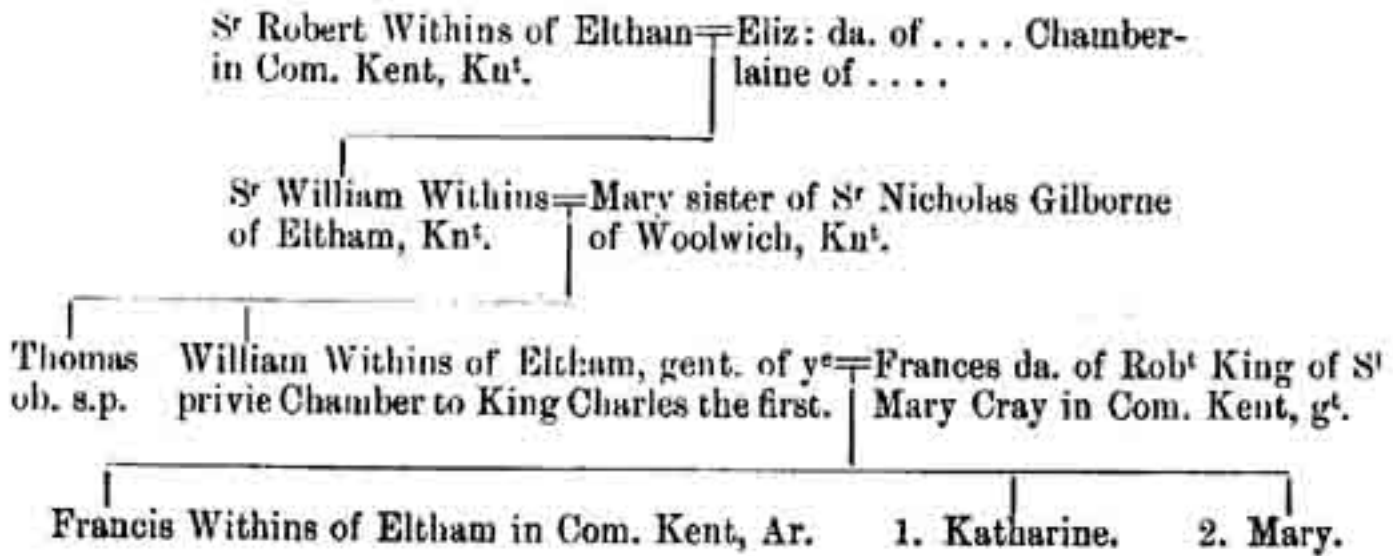 Sʳ Robert Withins of Eltham=Eliz: da. of . . . . Chamber-
in Com. Kent, Knᵗ. laine of . . . .
Sʳ William Withins=Mary sister of Sʳ Nicholas Gilborne
of Eltham, Knᵗ. of Woolwich, Knᵗ.
Thomas William Withins of Eltham, gent. of yᵉ=Frances da. of Robᵗ King of Sᵗ
ob. s.p. privie Chamber to King Charles the first. Mary Cray in Com. Kent, gᵗ.
Francis Withins of Eltham in Com. Kent, Ar. 1. Katharine. 2. Mary.